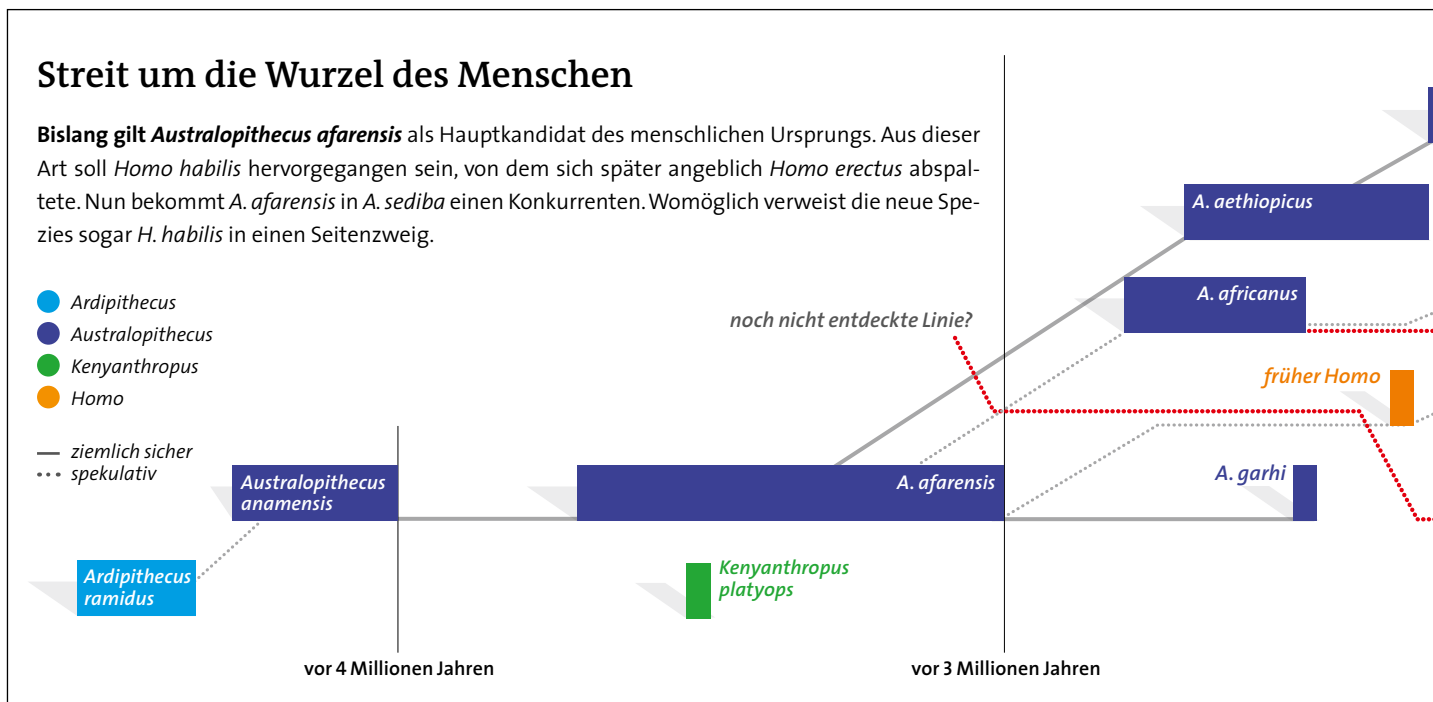 Streit um die Wurzel des Menschen
Bislang gilt Australopithecus afarensis als Hauptkandidat des menschlichen Ursprungs. Aus dieser
Art soll Homo habilis hervorgegangen sein, von dem sich später angeblich Homo erectus abspal-
tete. Nun bekommt A. afarensis in A. sediba einen Konkurrenten. Womöglich verweist die neue Spe-
zies sogar H. habilis in einen Seitenzweig.
Ardipithecus
Australopithecus
Kenyanthropus
Homo
ziemlich sicher
spekulativ
noch nicht entdeckte Linie?
A. aethiopicus
A. africanus
früher Homo
A. garhi
Australopithecus
anamensis
A. afarensis
Ardipithecus
ramidus
Kenyanthropus
platyops
vor 4 Millionen Jahren
vor 3 Millionen Jahren